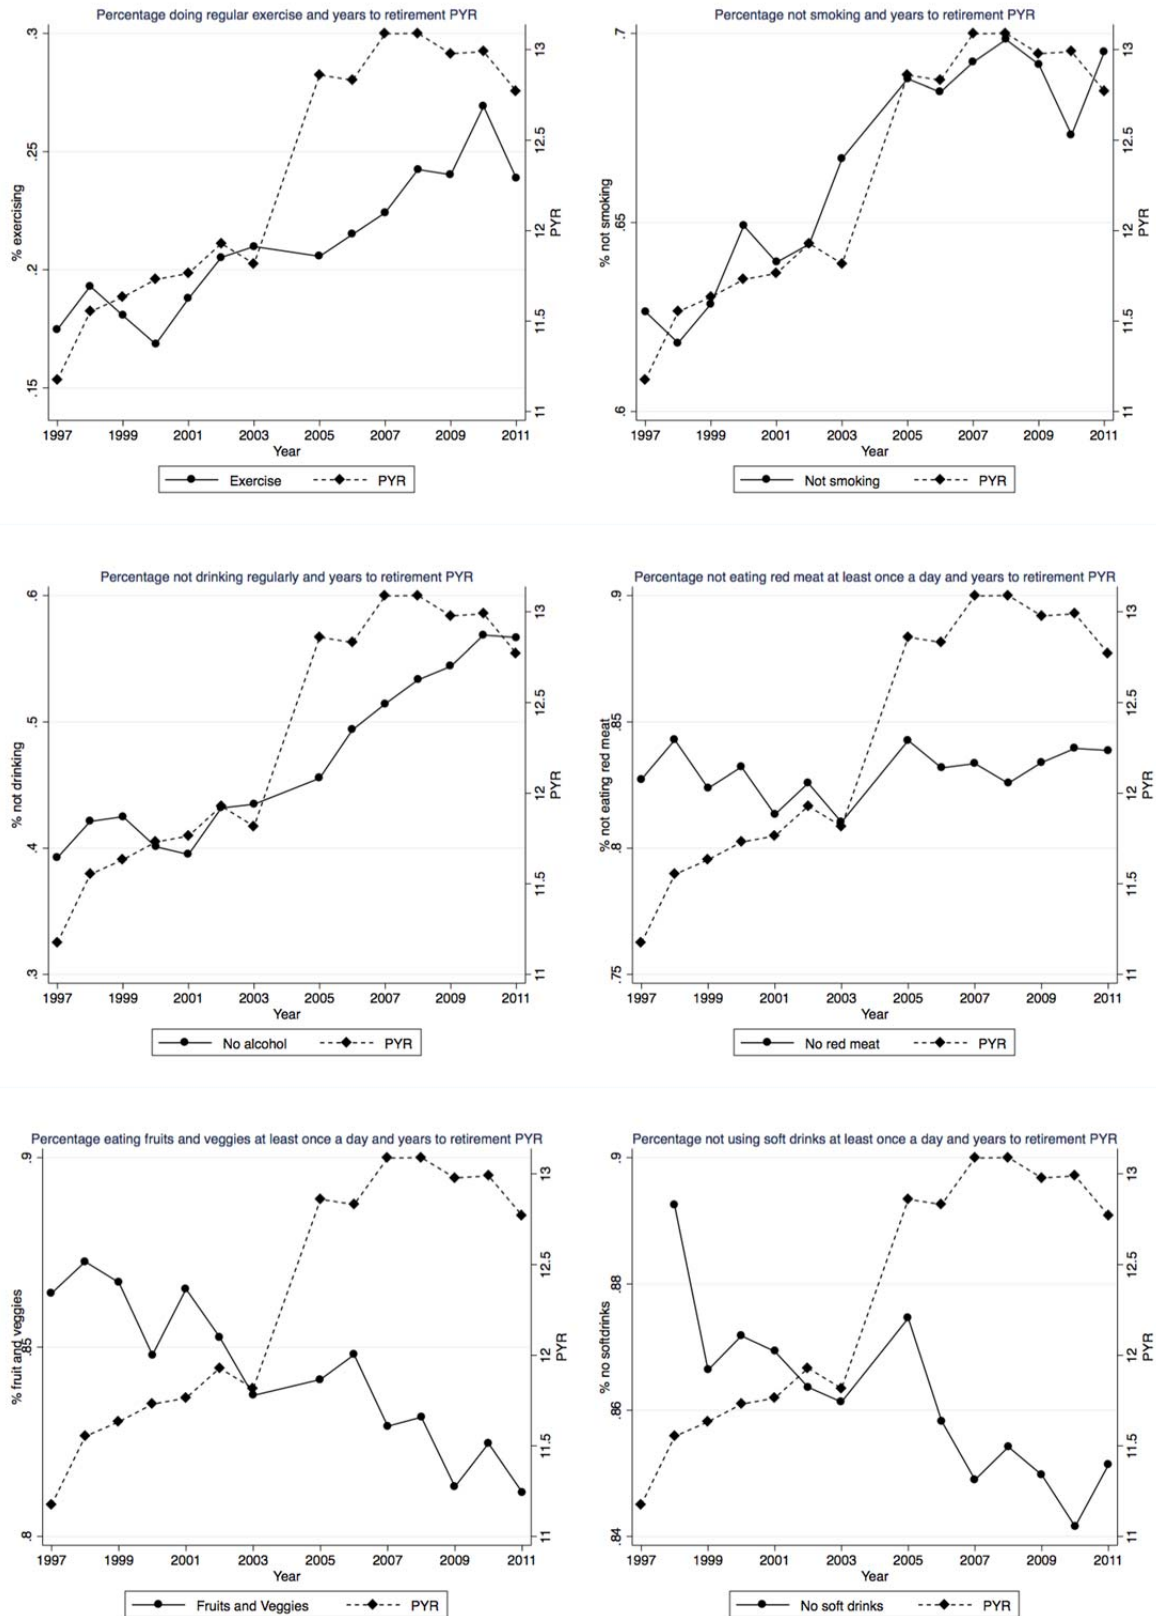 Percentage doing regular exercise and years to retirement PYR
% exercising
.3
.25
.2
.15
13
12.5
12
11.5
11
PYR
1997 1999 2001 2003 2005 2007 2009 2011
Year
Exercise PYR
Percentage not smoking and years to retirement PYR
% not smoking
.7
.65
.6
13
12.5
12
11.5
11
PYR
1997 1999 2001 2003 2005 2007 2009 2011
Year
Not smoking PYR
Percentage not drinking regularly and years to retirement PYR
% not drinking
.6
.5
.4
.3
13
12.5
12
11.5
11
PYR
1997 1999 2001 2003 2005 2007 2009 2011
Year
No alcohol PYR
Percentage not eating red meat at least once a day and years to retirement PYR
% not eating red meat
.9
.85
.8
.75
13
12.5
12
11.5
11
PYR
1997 1999 2001 2003 2005 2007 2009 2011
Year
No red meat PYR
Percentage eating fruits and veggies at least once a day and years to retirement PYR
% fruit and veggies
.9
.85
.8
13
12.5
12
11.5
11
PYR
1997 1999 2001 2003 2005 2007 2009 2011
Year
Fruits and Veggies PYR
Percentage not using soft drinks at least once a day and years to retirement PYR
% no softdrinks
.9
.88
.86
.84
13
12.5
12
11.5
11
PYR
1997 1999 2001 2003 2005 2007 2009 2011
Year
No soft drinks PYR